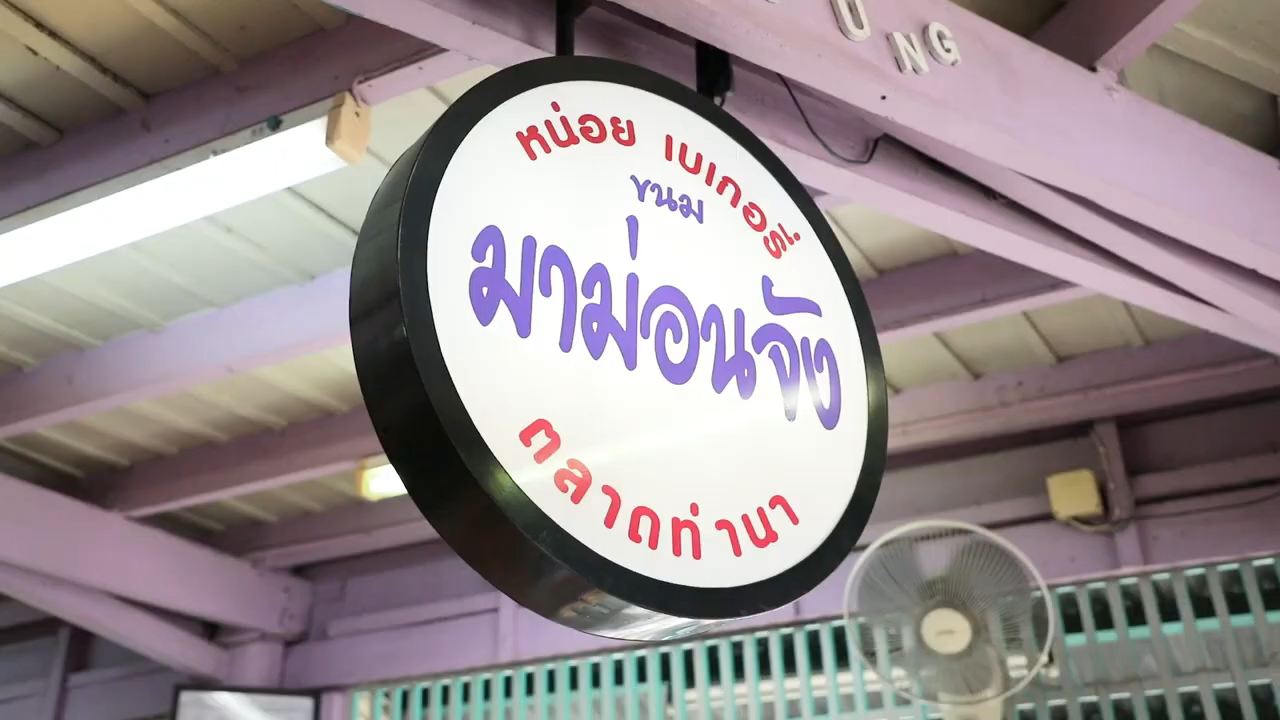 UNG
หน่อย เบเกอรี่
ขนม
มาม่อนจัง
ตลาดท่านา